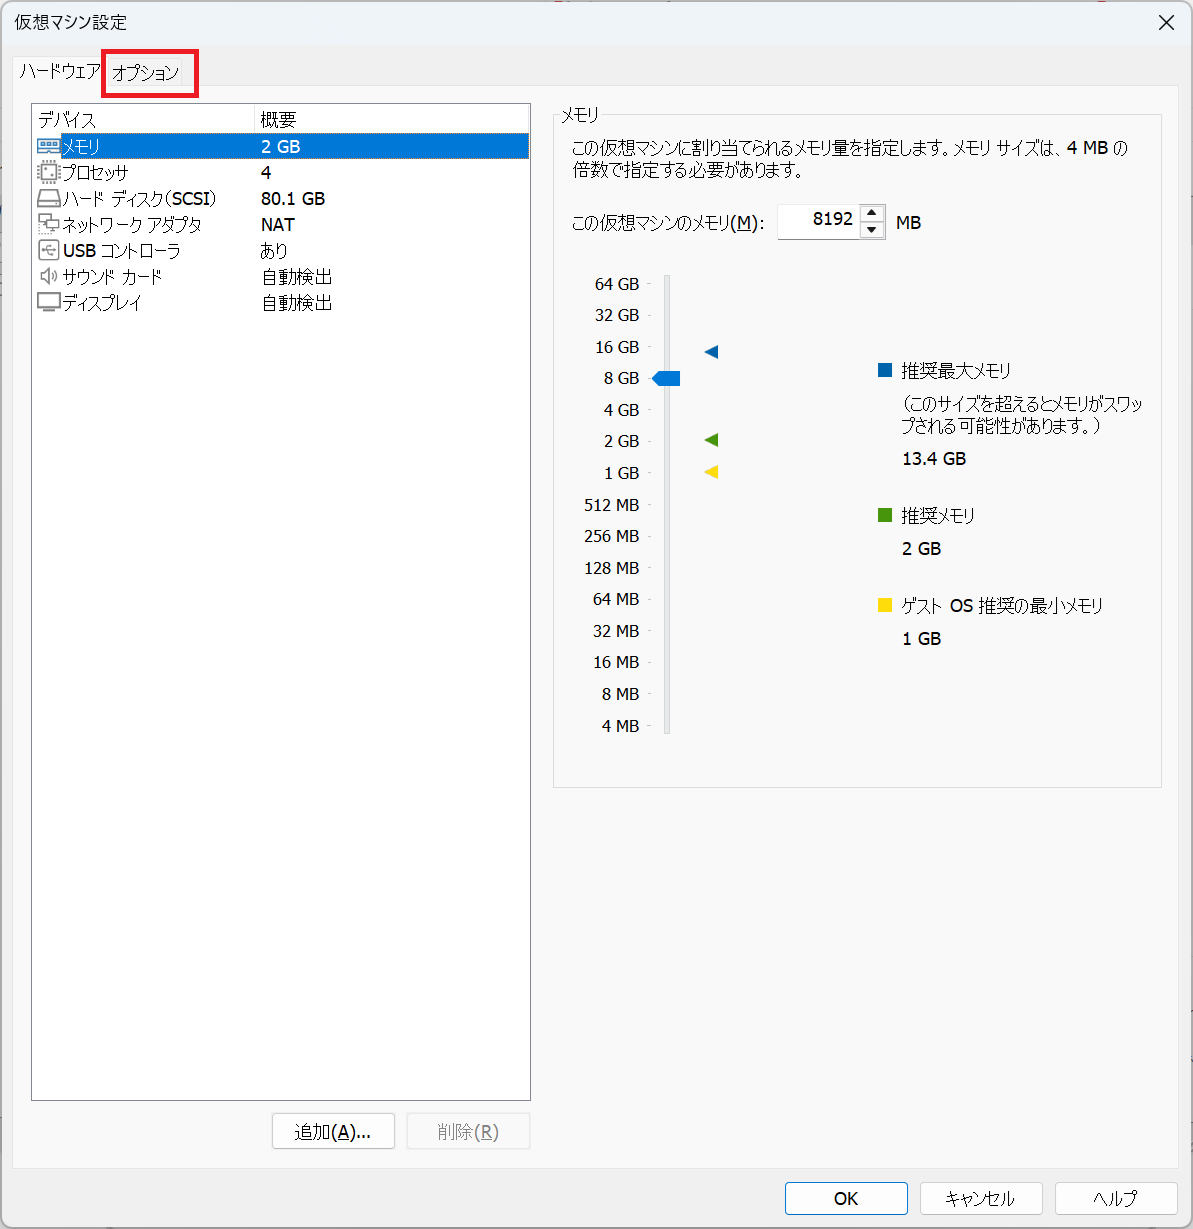 仮想マシン設定
ハードウェア オプション
デバイス 概要
メモリ 2 GB
プロセッサ 4
ハード ディスク(SCSI) 80.1 GB
ネットワーク アダプタ NAT
USB コントローラ あり
サウンド カード 自動検出
ディスプレイ 自動検出
追加(A)... 削除(R)
メモリ
この仮想マシンに割り当てられるメモリ量を指定します。メモリ サイズは、4 MB の
倍数で指定する必要があります。
この仮想マシンのメモリ(M): 8192 MB
64 GB
32 GB
16 GB
8 GB
4 GB
2 GB
1 GB
512 MB
256 MB
128 MB
64 MB
32 MB
16 MB
8 MB
4 MB
推奨最大メモリ
(このサイズを超えるとメモリがスワッ
プされる可能性があります。)
13.4 GB
推奨メモリ
2 GB
ゲスト OS 推奨の最小メモリ
1 GB
OK キャンセル ヘルプ